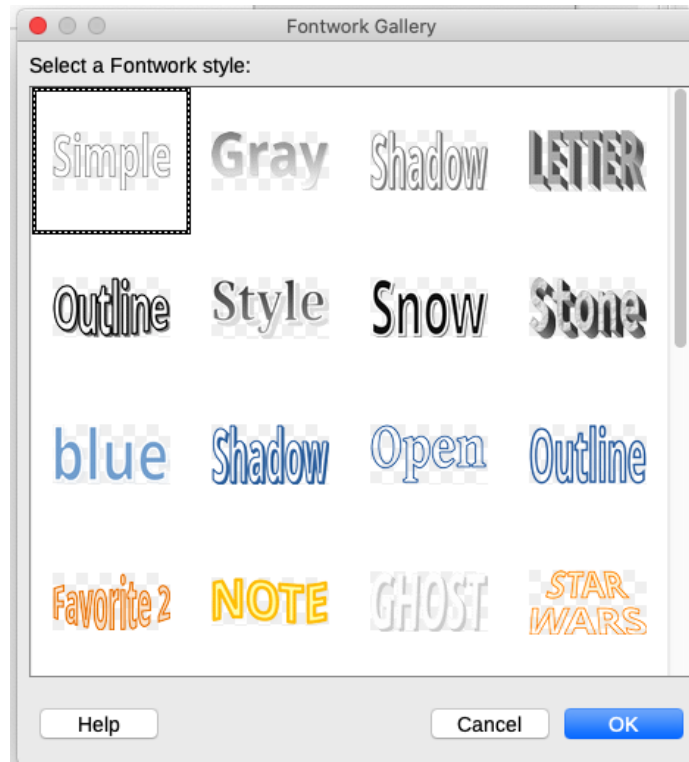 Fontwork Gallery
Select a Fontwork style:
Simple Gray Shadow LETTER
Outline Style Snow Stone
blue Shadow Open Outline
Favorite 2 NOTE GHOST STAR WARS
Help Cancel OK